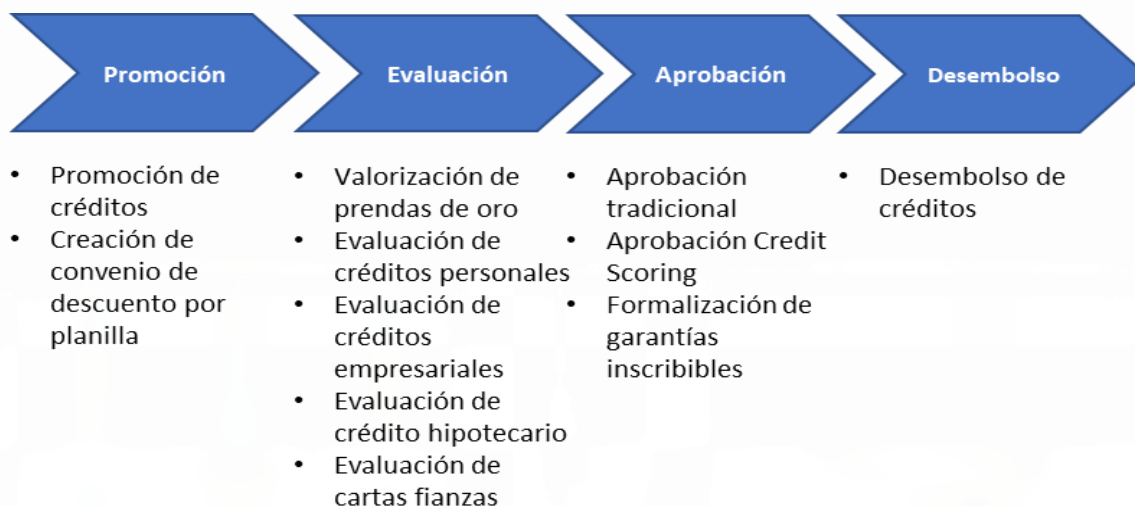 Promoción
Evaluación
Aprobación
Desembolso
• Promoción de
créditos
• Creación de
convenio de
descuento por
planilla
• Valorización de
prendas de oro
• Evaluación de
créditos personales
• Evaluación de
créditos
empresariales
• Evaluación de
crédito hipotecario
• Evaluación de
cartas fianzas
• Aprobación
tradicional
• Aprobación Credit
Scoring
• Formalización de
garantías
inscribibles
• Desembolso de
créditos